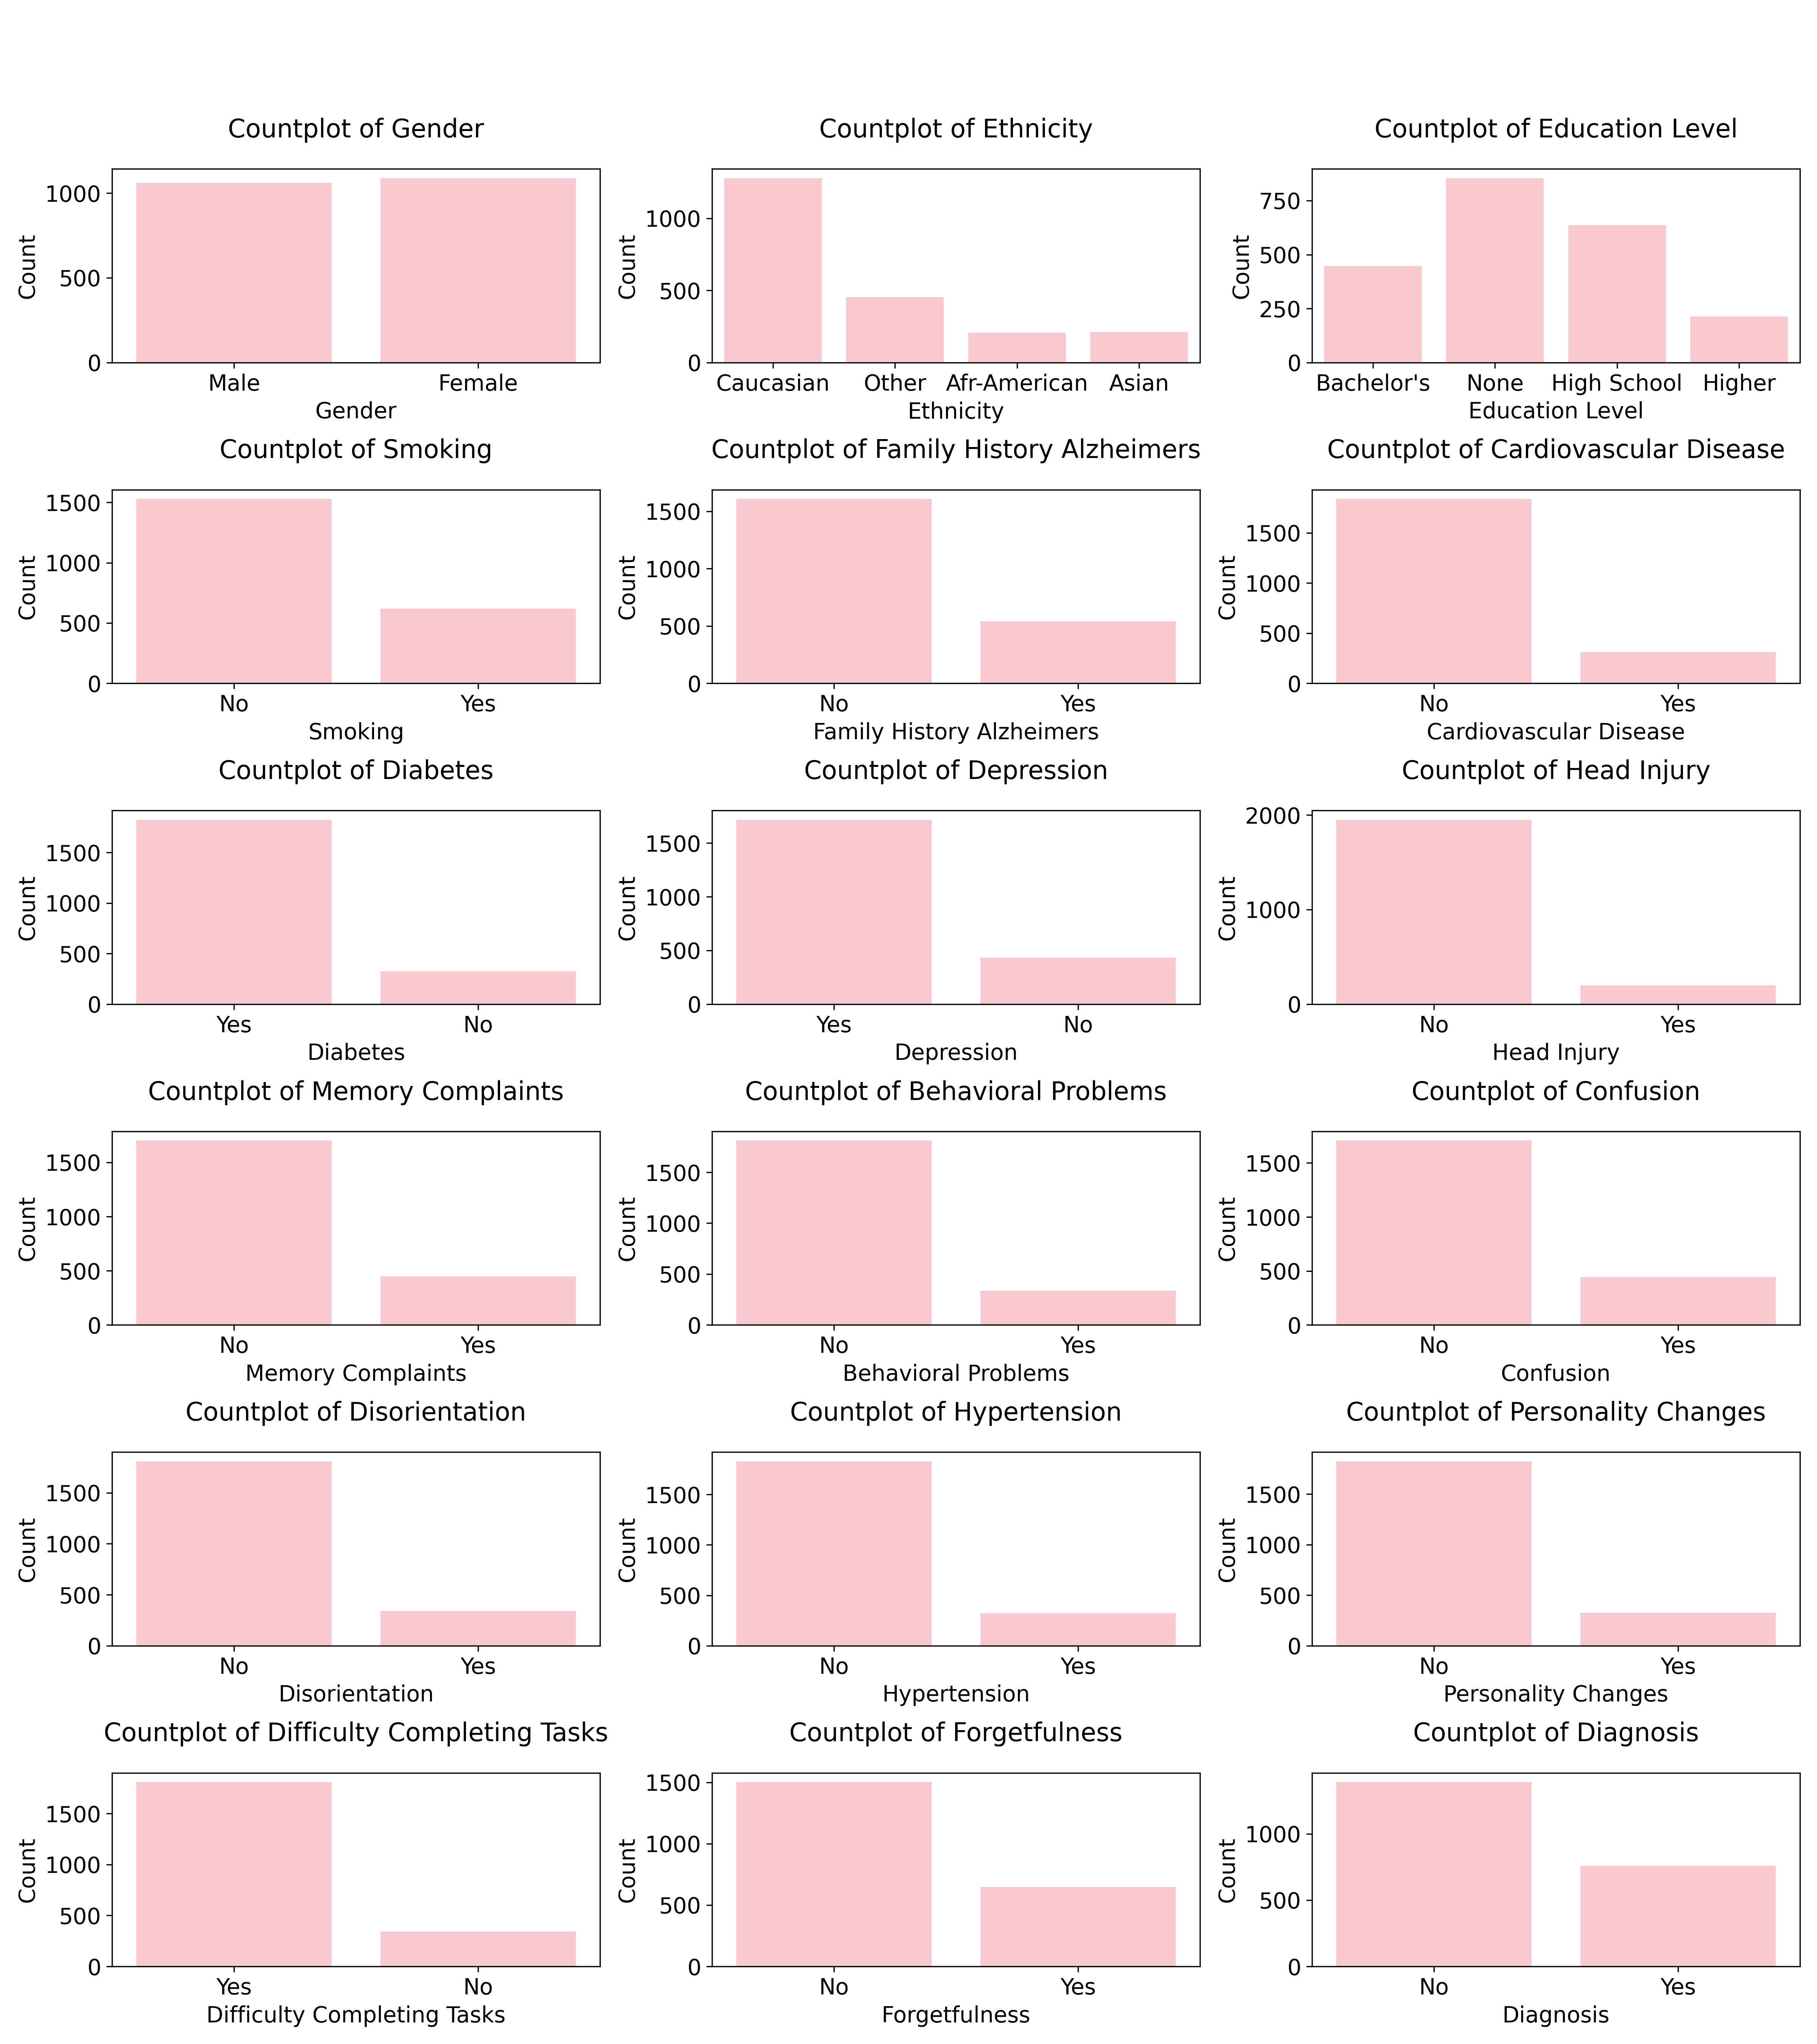 Countplot of Gender
Count
1000
500
0
Male Female
Gender
Countplot of Ethnicity
Count
1000
500
0
Caucasian Other Afr-American Asian
Ethnicity
Countplot of Education Level
Count
750
500
250
0
Bachelor's None High School Higher
Education Level
Countplot of Smoking
Count
1500
1000
500
0
No Yes
Smoking
Countplot of Family History Alzheimers
Count
1500
1000
500
0
No Yes
Family History Alzheimers
Countplot of Cardiovascular Disease
Count
1500
1000
500
0
No Yes
Cardiovascular Disease
Countplot of Diabetes
Count
1500
1000
500
0
Yes No
Diabetes
Countplot of Depression
Count
1500
1000
500
0
Yes No
Depression
Countplot of Head Injury
Count
2000
1000
0
No Yes
Head Injury
Countplot of Memory Complaints
Count
1500
1000
500
0
No Yes
Memory Complaints
Countplot of Behavioral Problems
Count
1500
1000
500
0
No Yes
Behavioral Problems
Countplot of Confusion
Count
1500
1000
500
0
No Yes
Confusion
Countplot of Disorientation
Count
1500
1000
500
0
No Yes
Disorientation
Countplot of Hypertension
Count
1500
1000
500
0
No Yes
Hypertension
Countplot of Personality Changes
Count
1500
1000
500
0
No Yes
Personality Changes
Countplot of Difficulty Completing Tasks
Count
1500
1000
500
0
Yes No
Difficulty Completing Tasks
Countplot of Forgetfulness
Count
1500
1000
500
0
No Yes
Forgetfulness
Countplot of Diagnosis
Count
1000
500
0
No Yes
Diagnosis